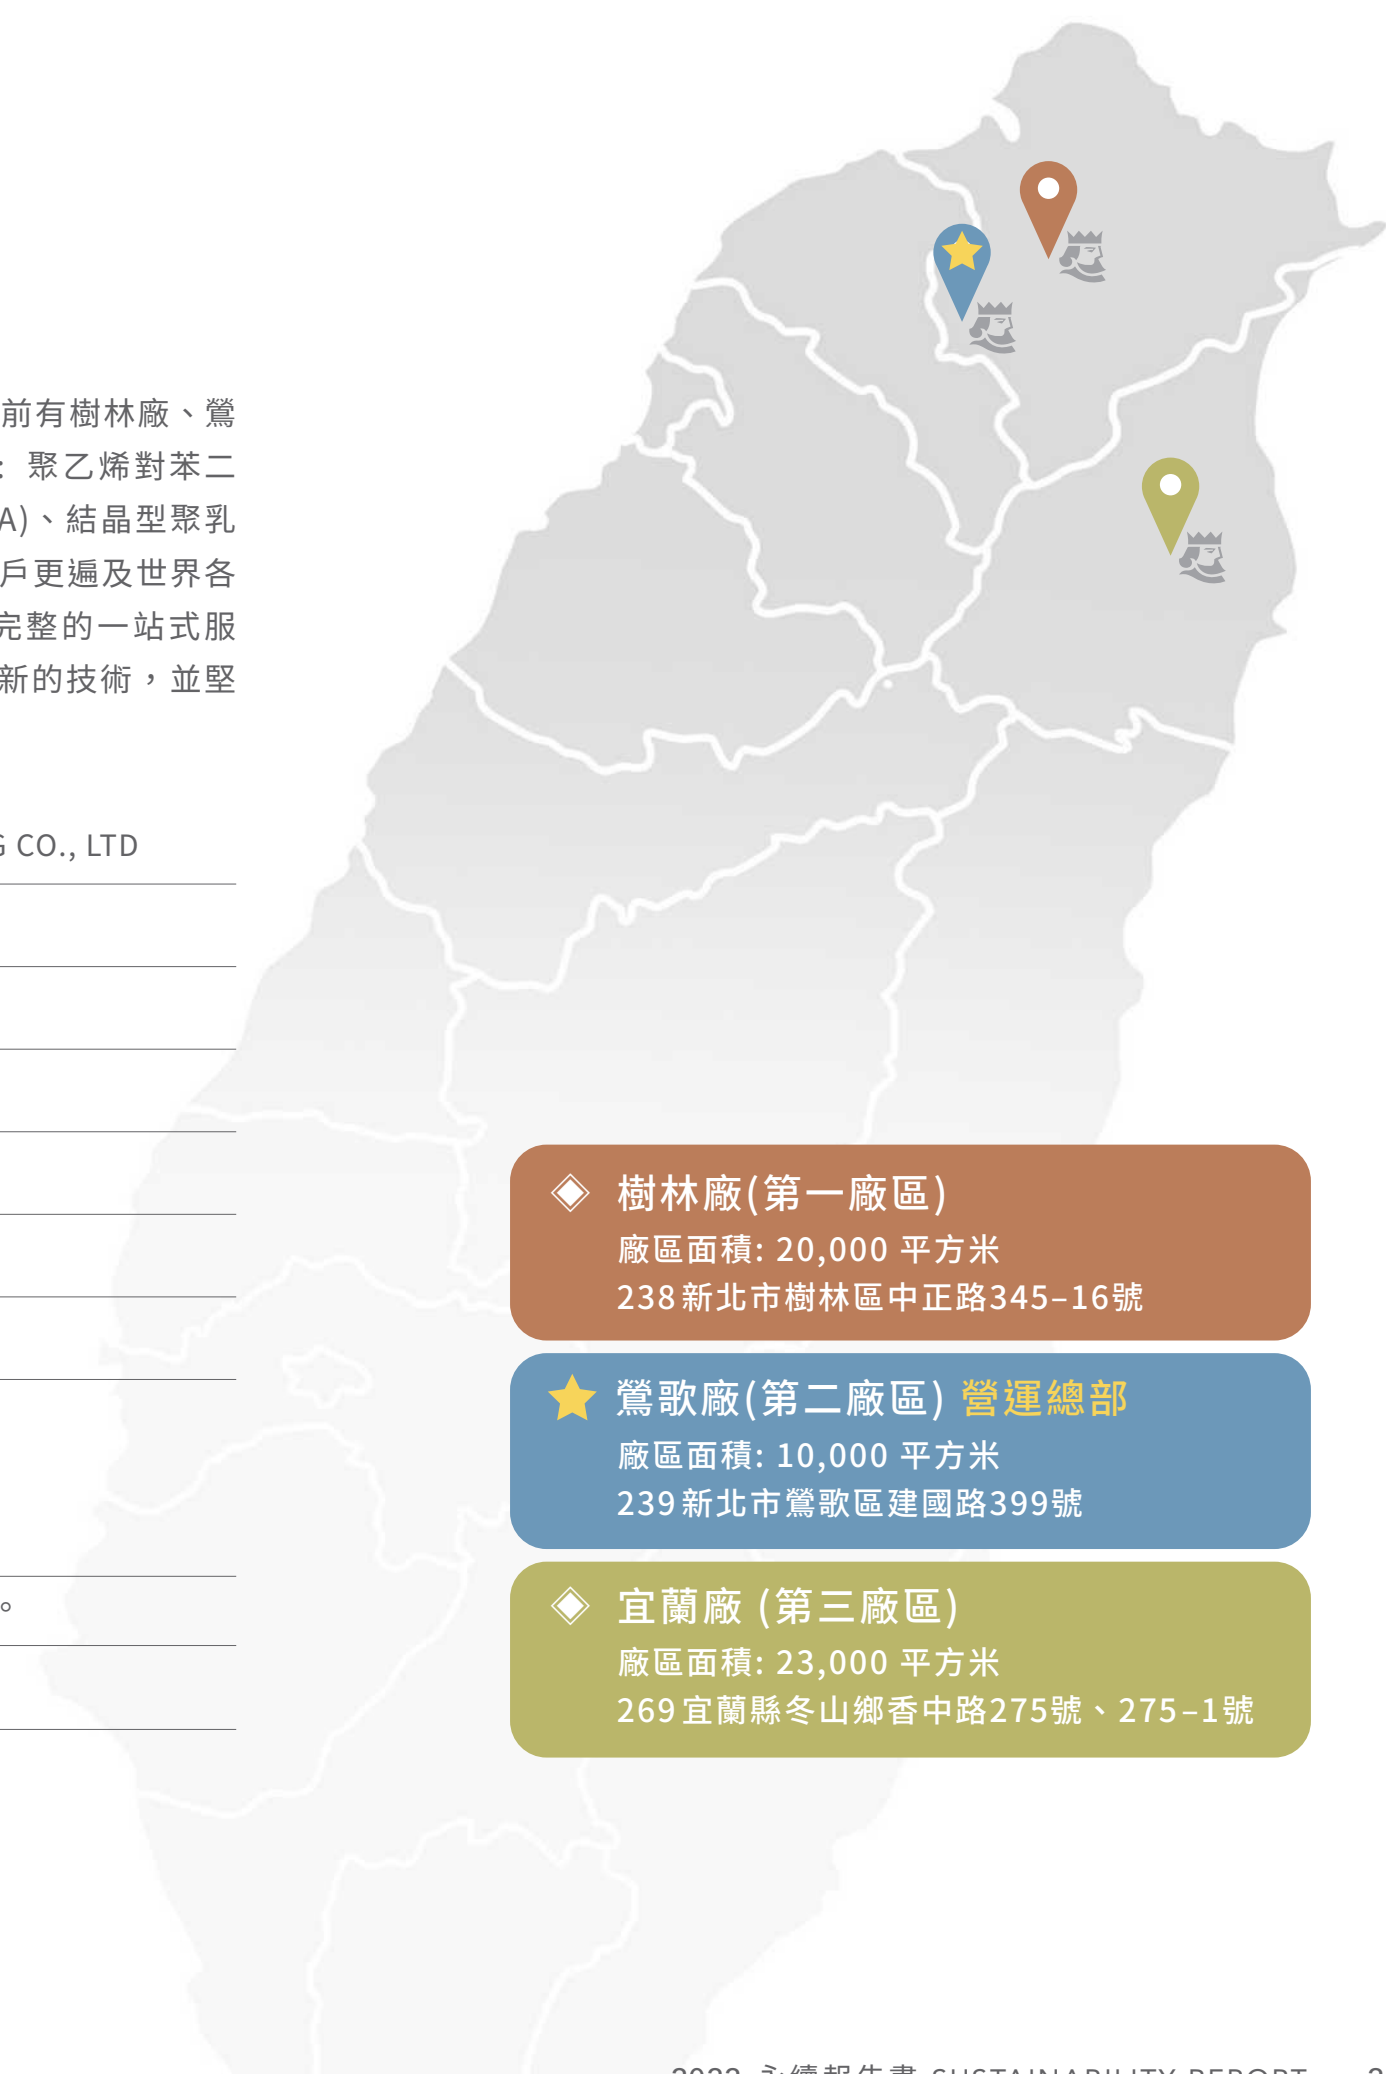 前有樹林廠、鶯
: 聚乙烯對苯二
A)、結晶型聚乳
戶更遍及世界各
完整的一站式服
新的技術，並堅
G CO., LTD
。
樹林廠(第一廠區)
廠區面積: 20,000 平方米
238新北市樹林區中正路345–16號
鶯歌廠(第二廠區) 營運總部
廠區面積: 10,000 平方米
239新北市鶯歌區建國路399號
宜蘭廠 (第三廠區)
廠區面積: 23,000 平方米
269宜蘭縣冬山鄉香中路275號、275–1號
永續報告書 SUSTAINABILITY REPORT